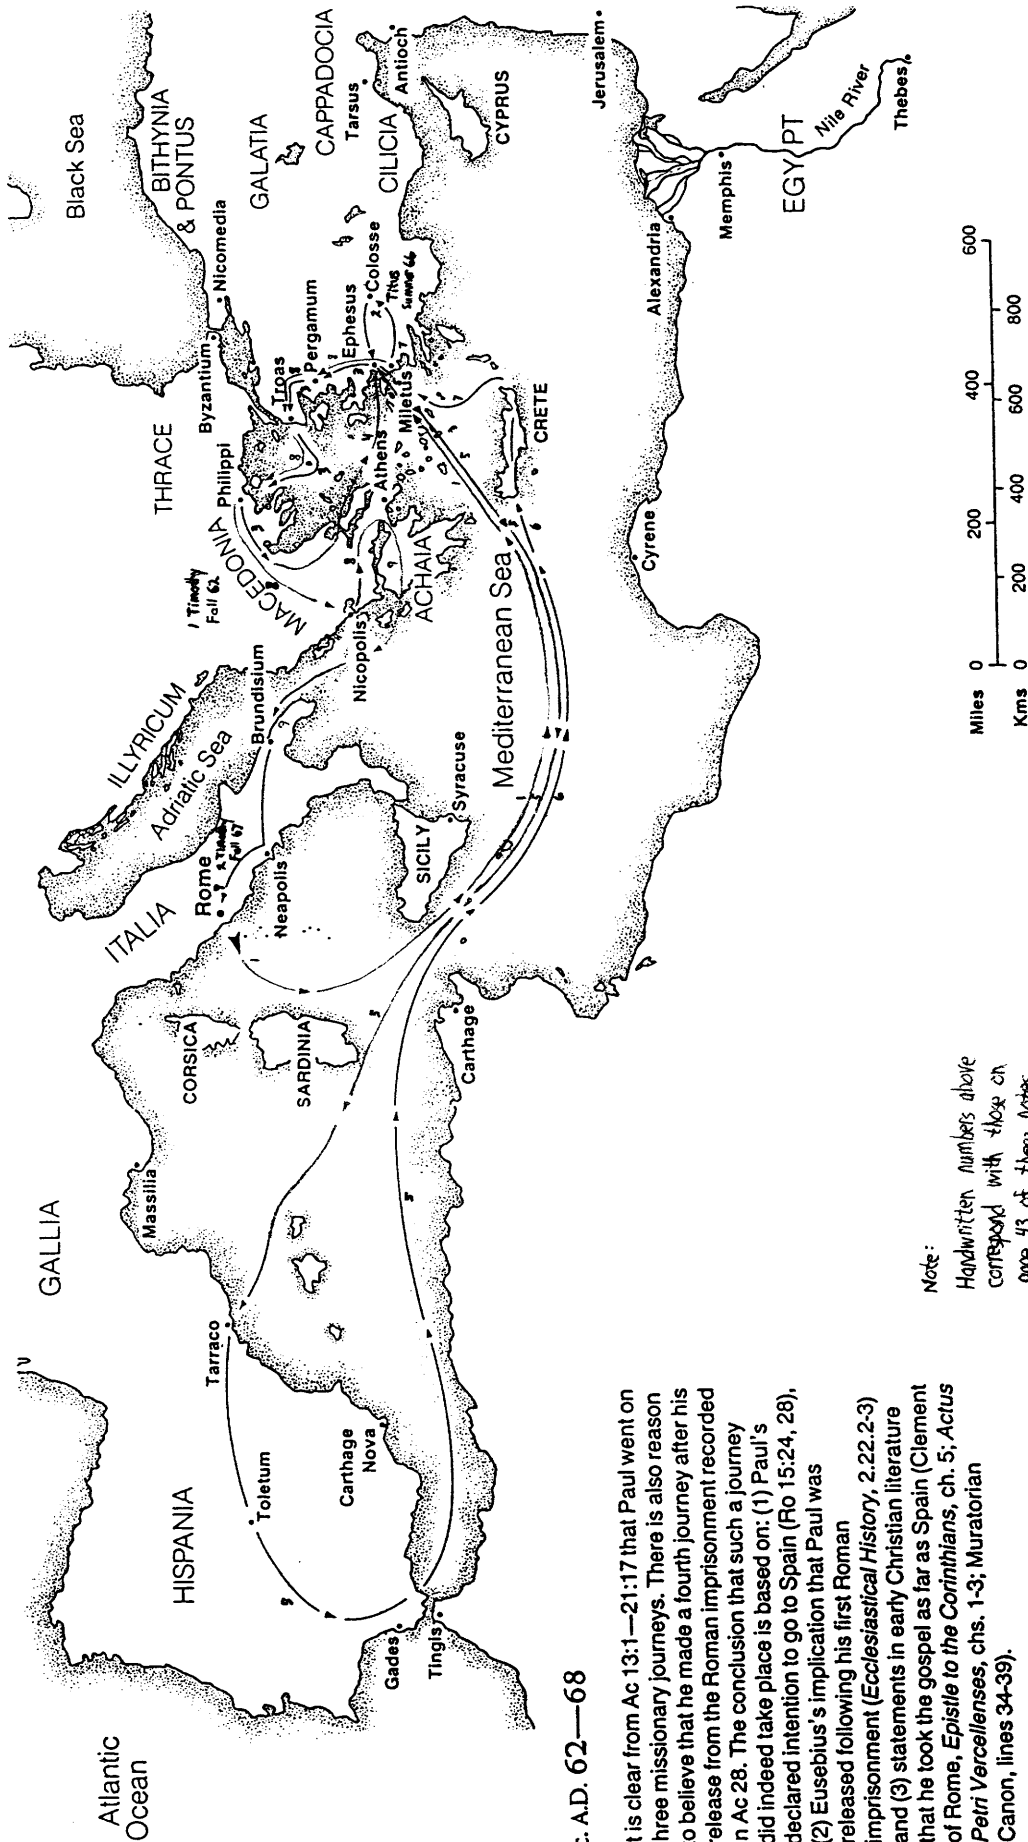 Black Sea
BITHYNIA
& PONTUS
GALATIA
CAPPADOCIA
Tarsus
CILICIA
Antioch
CYPRUS
Jerusalem
Nile River
Thebes
EGYPT
Memphis
Alexandria
Nicomedia
Byzantium
THRACE
Troas
Pergamum
Ephesus
Colosse
Titus
Summer 66
Miletus
Athens
CRETE
Philippi
MACEDONIA
1 Timothy
Fall 62
ACHAIA
Nicopolis
Cyrene
Mediterranean Sea
ILLYRICUM
Adriatic Sea
Brundisium
Rome
2 Timothy
Fall 67
Neapolis
ITALIA
SICILY
Syracuse
CORSICA
SARDINIA
Carthage
GALLIA
Massilia
Tarraco
HISPANIA
Toletum
Carthage
Nova
Gades
Tingis
Atlantic
Ocean
Miles 0 200 400 600
Kms 0 200 400 600 800
Note:
Handwritten numbers above
correspond with those on
page 43 of these Notes
c. A.D. 62—68
t is clear from Ac 13:1—21:17 that Paul went on
hree missionary journeys. There is also reason
o believe that he made a fourth journey after his
release from the Roman imprisonment recorded
n Ac 28. The conclusion that such a journey
did indeed take place is based on: (1) Paul's
declared intention to go to Spain (Ro 15:24, 28),
(2) Eusebius's implication that Paul was
released following his first Roman
imprisonment (Ecclesiastical History, 2.22.2-3)
and (3) statements in early Christian literature
that he took the gospel as far as Spain (Clement
of Rome, Epistle to the Corinthians, ch. 5; Actus
Petri Vercellenses, chs. 1-3; Muratorian
Canon, lines 34-39).